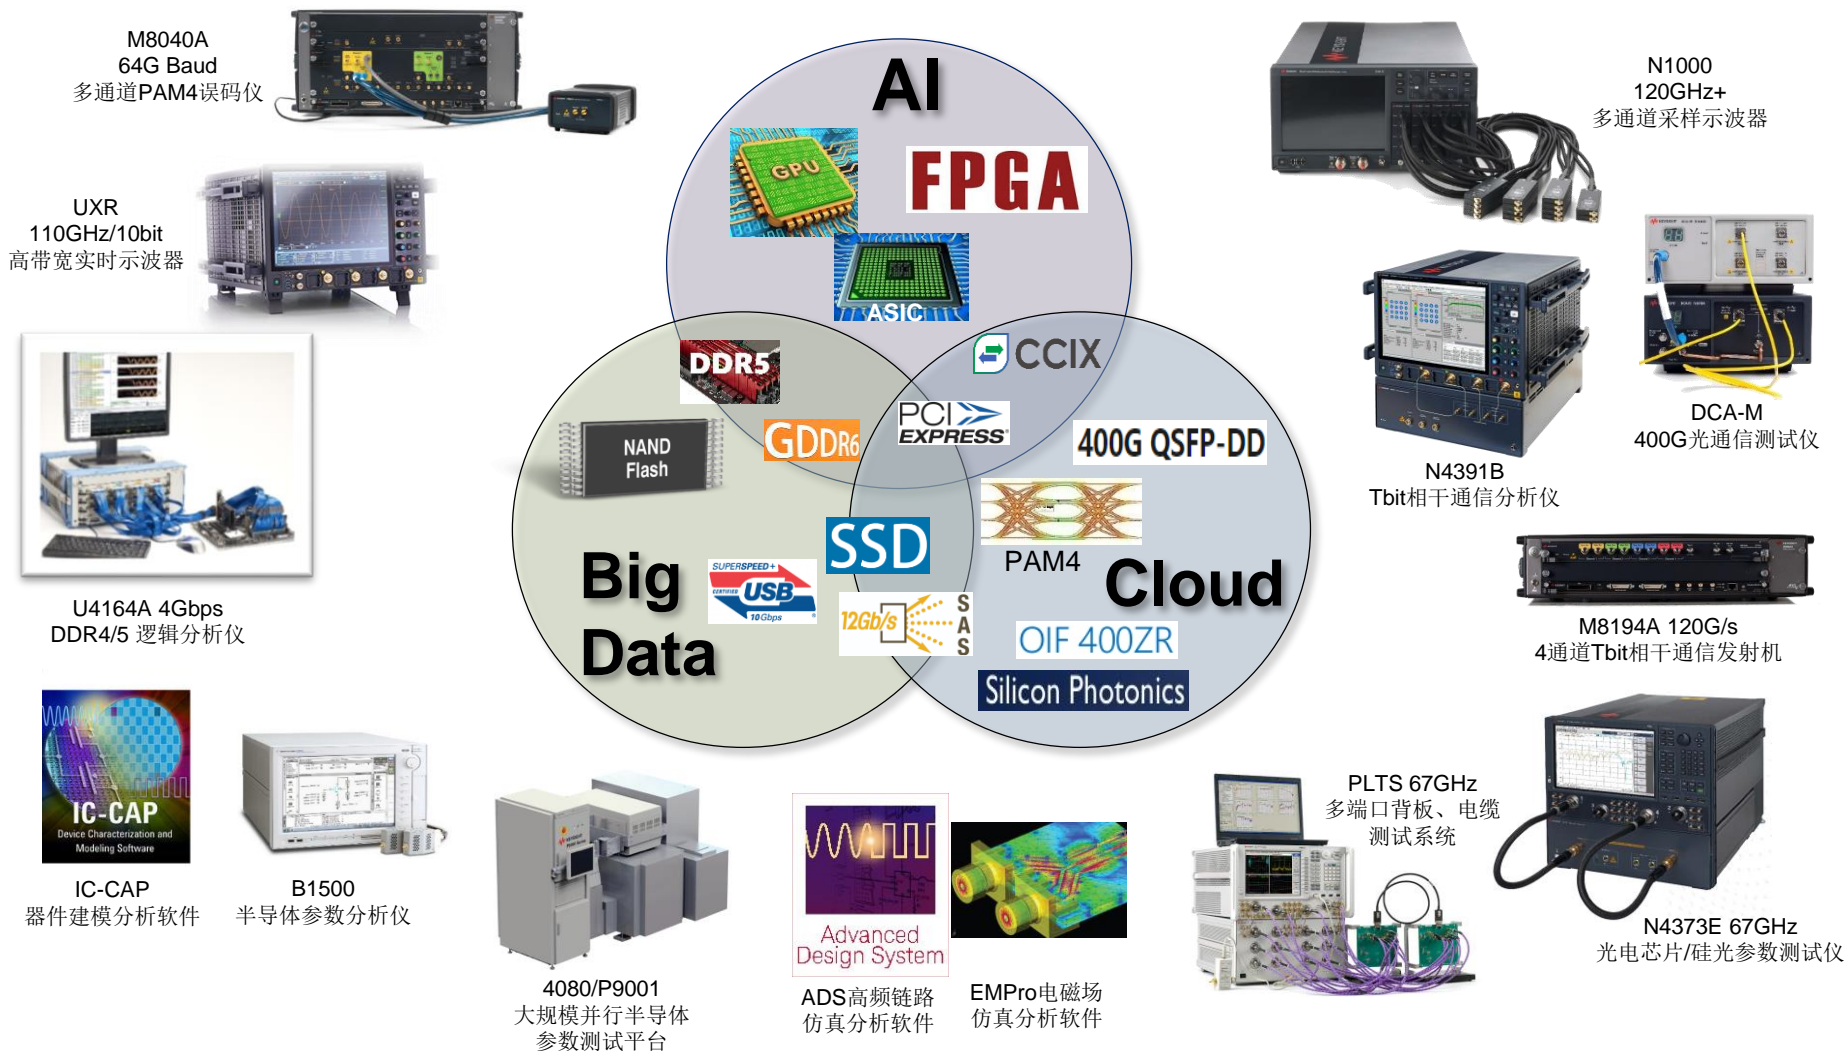 M8040A
64G Baud
多通道PAM4误码仪
UXR
110GHz/10bit
高带宽实时示波器
U4164A 4Gbps
DDR4/5 逻辑分析仪
IC-CAP
Device Characterization and
Modeling Software
IC-CAP
器件建模分析软件
B1500
半导体参数分析仪
4080/P9001
大规模并行半导体
参数测试平台
Advanced
Design System
ADS高频链路
仿真分析软件
EMPro电磁场
仿真分析软件
AI
GPU
FPGA
ASIC
DDR5
CCIX
GDDR6
PCI
EXPRESS
NAND
Flash
400G QSFP-DD
SSD
PAM4
Big
Data
SUPERSPEED+
CERTIFIED USB
10Gbps
12Gb/s
SAS
Cloud
OIF 400ZR
Silicon Photonics
N1000
120GHz+
多通道采样示波器
DCA-M
400G光通信测试仪
N4391B
Tbit相干通信分析仪
M8194A 120G/s
4通道Tbit相干通信发射机
PLTS 67GHz
多端口背板、电缆
测试系统
N4373E 67GHz
光电芯片/硅光参数测试仪